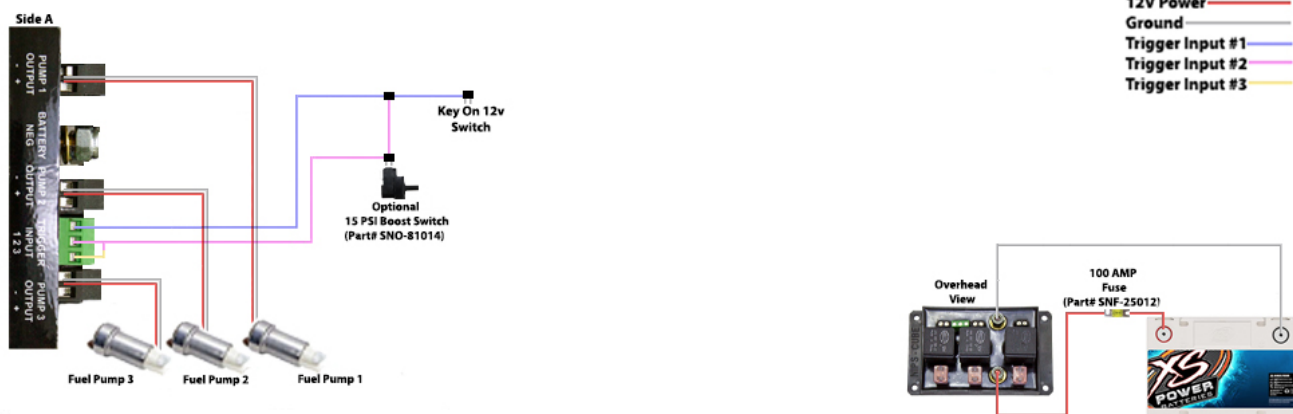 Side A
PUMP 1
OUTPUT
- +
BATTERY
NEG
PUMP 2
OUTPUT
- +
TRIGGER
INPUT
1 2 3
PUMP 3
OUTPUT
- +
Key On 12v
Switch
Optional
15 PSI Boost Switch
(Part# SNO-81014)
Fuel Pump 3
Fuel Pump 2
Fuel Pump 1
12V Power
Ground
Trigger Input #1
Trigger Input #2
Trigger Input #3
Overhead
View
100 AMP
Fuse
(Part# SNF-25012)
XS
POWER
BATTERIES